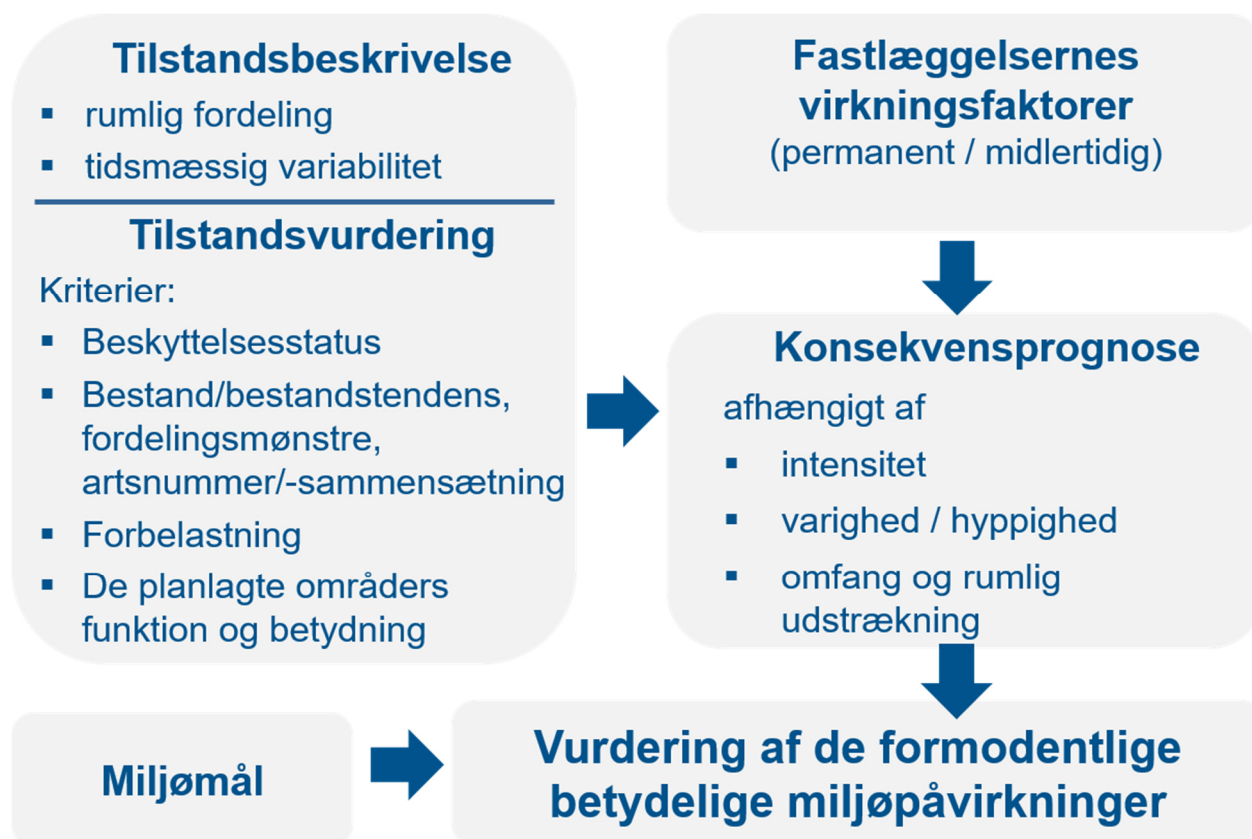 Tilstandsbeskrivelse
▪ rumlig fordeling
▪ tidsmæssig variabilitet
Tilstandsvurdering
Kriterier:
▪ Beskyttelsesstatus
▪ Bestand/bestandstendens,
fordelingsmønstre,
artsnummer/-sammensætning
▪ Forbelastning
▪ De planlagte områders
funktion og betydning
Fastlæggelsernes
virkningsfaktorer
(permanent / midlertidig)
Konsekvensprognose
afhængigt af
▪ intensitet
▪ varighed / hyppighed
▪ omfang og rumlig
udstrækning
Miljømål
Vurdering af de formodentlige
betydelige miljøpåvirkninger